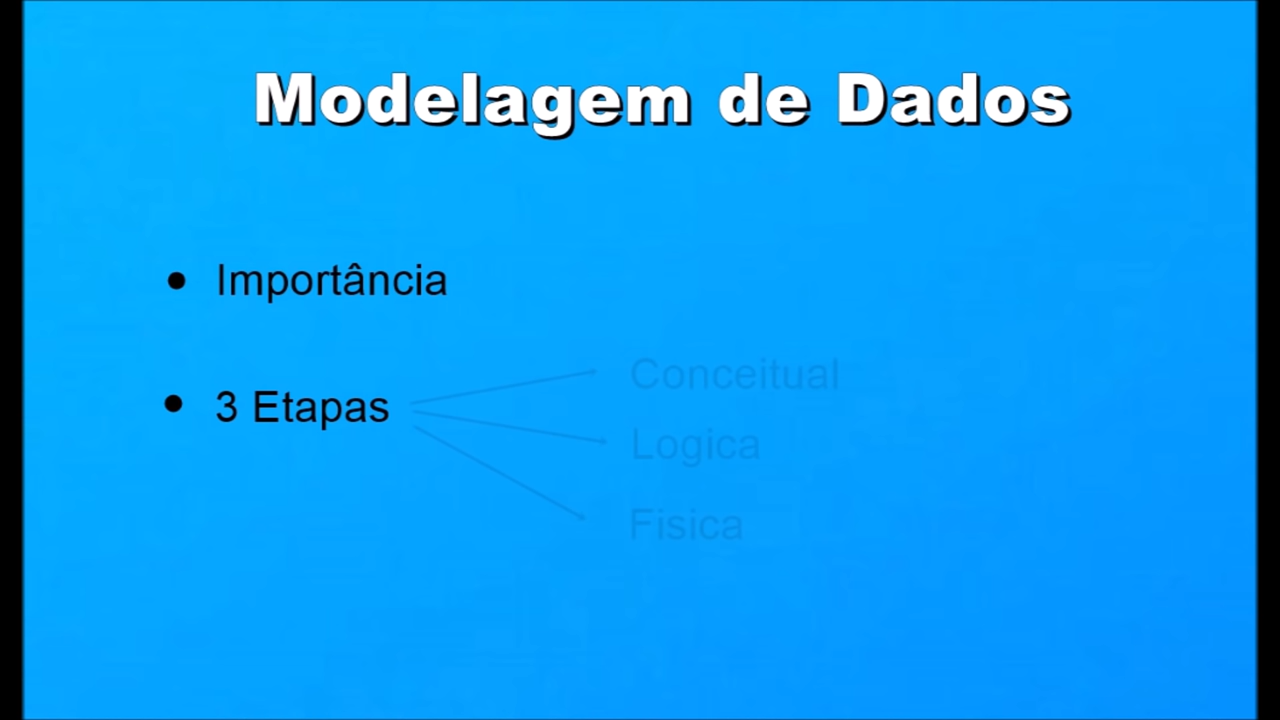 Modelagem de Dados
● Importância
● 3 Etapas
Conceitual
Logica
Fisica